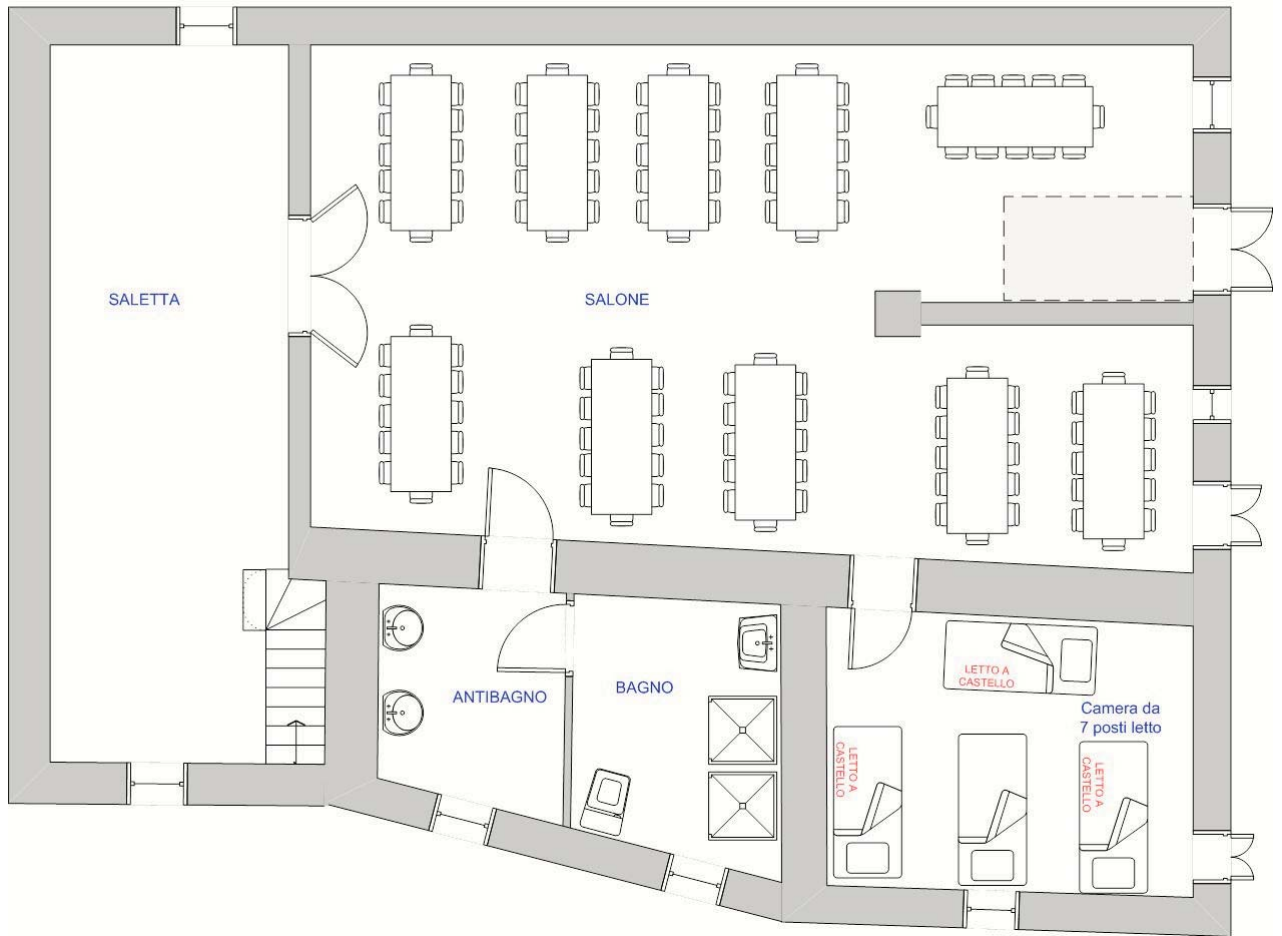 SALETTA
SALONE
ANTIBAGNO
BAGNO
LETTO A
CASTELLO
Camera da
7 posti letto
LETTO A
CASTELLO
LETTO A
CASTELLO